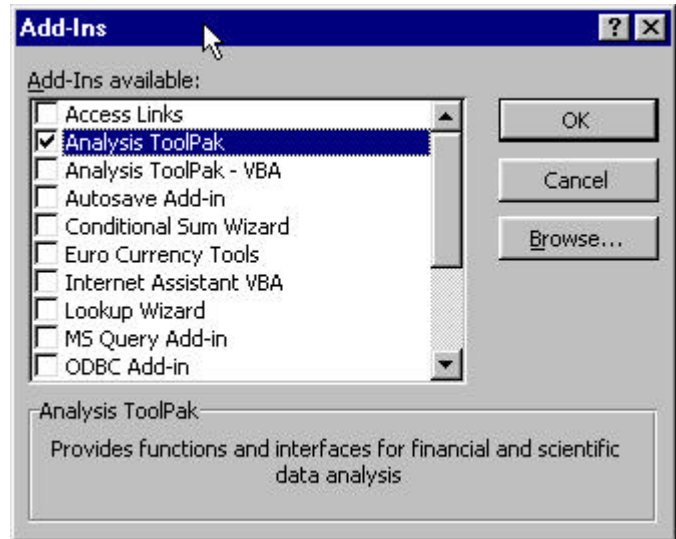 Add-Ins
Add-Ins available:
Access Links
Analysis ToolPak
Analysis ToolPak - VBA
Autosave Add-in
Conditional Sum Wizard
Euro Currency Tools
Internet Assistant VBA
Lookup Wizard
MS Query Add-in
ODBC Add-in
OK
Cancel
Browse...
Analysis ToolPak
Provides functions and interfaces for financial and scientific
data analysis